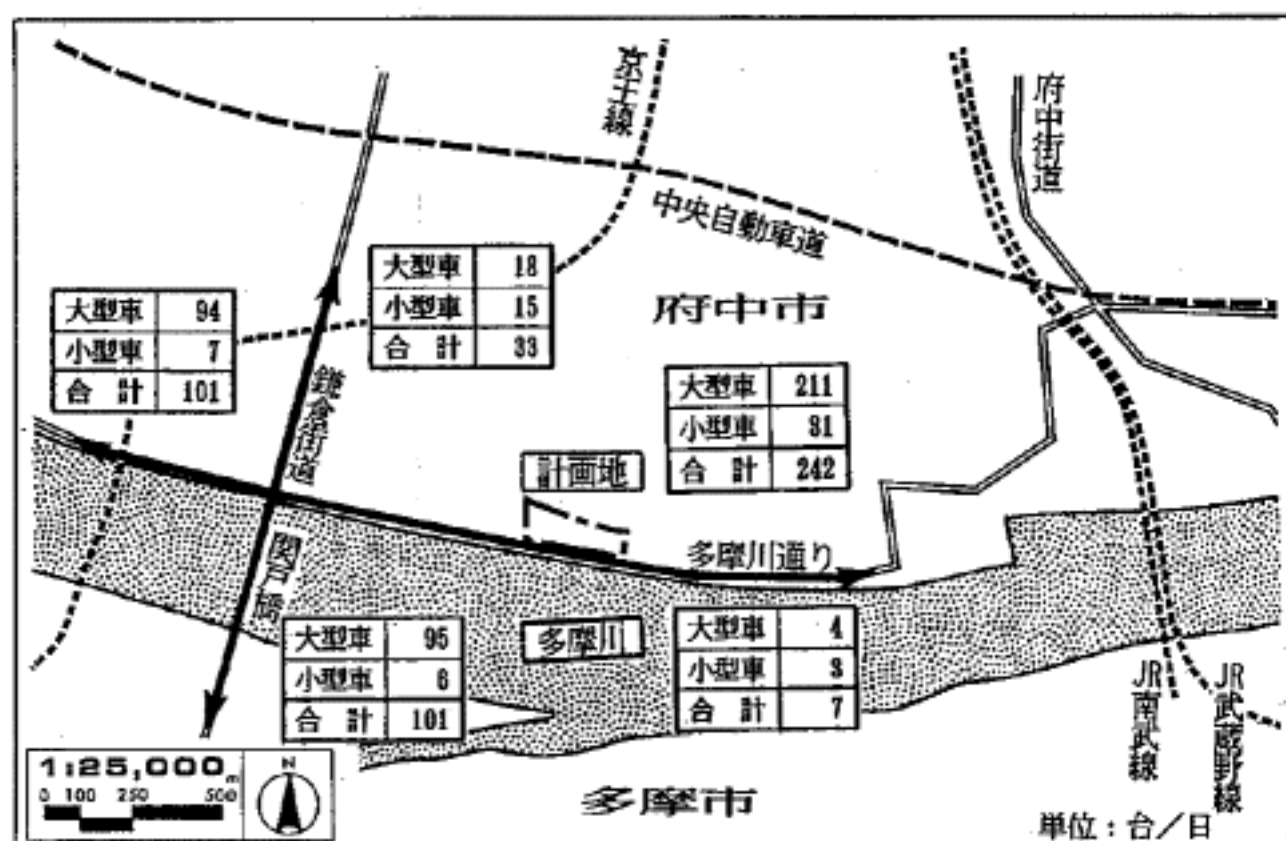 京王線
府中街道
中央自動車道
大型車 18
小型車 15
合計 33
大型車 94
小型車 7
合計 101
府中市
鎌倉街道
大型車 211
小型車 31
合計 242
計画地
多摩川通り
関戸橋
大型車 95
小型車 6
合計 101
多摩川
大型車 4
小型車 3
合計 7
JR南武線
JR武蔵野線
1:25,000
m
0 100 250 500
N
多摩市
単位:台/日